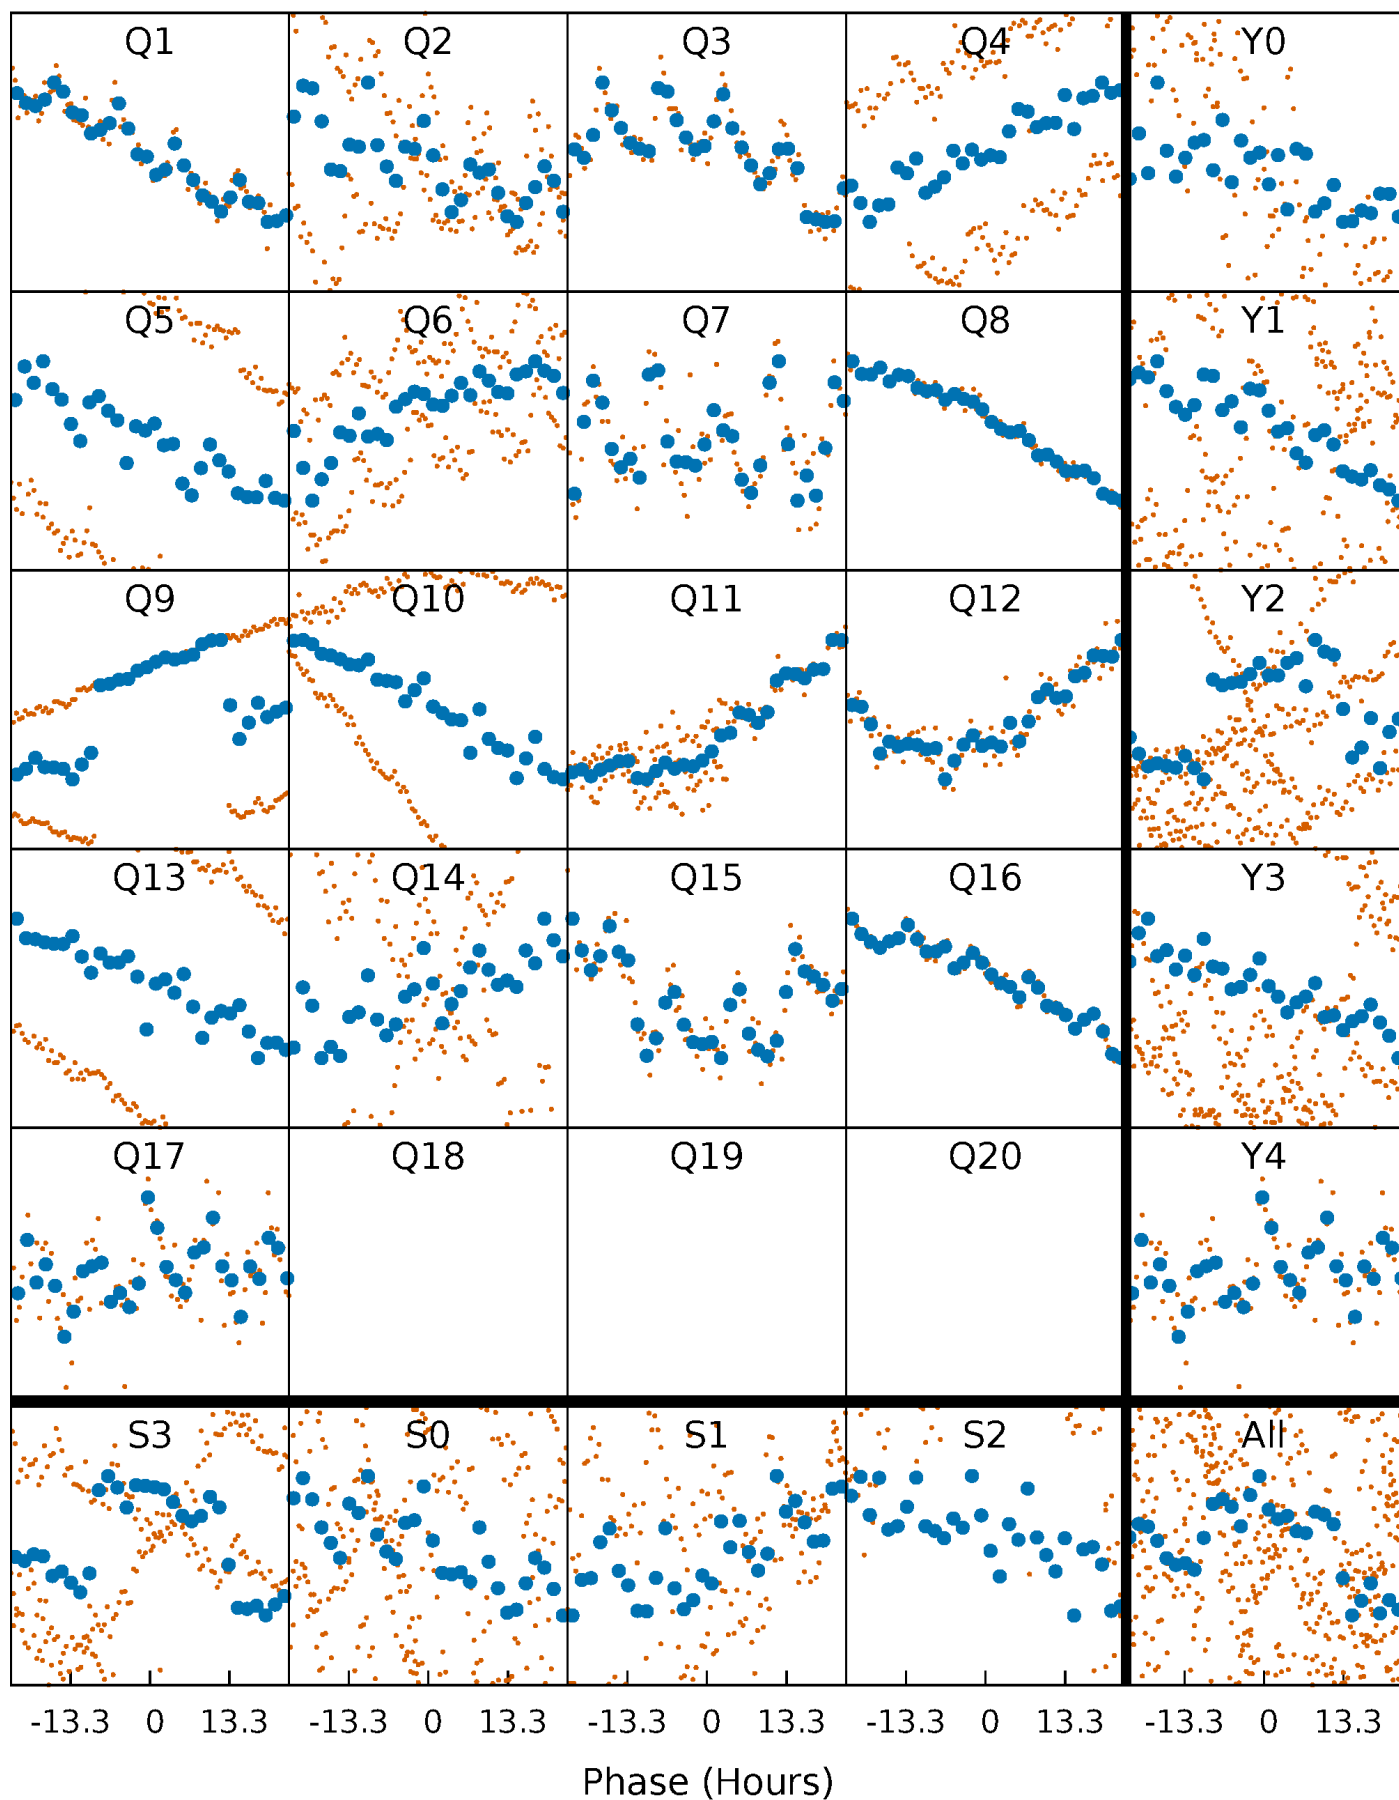 Q1 Q2 Q3 Q4 Y0
Q5 Q6 Q7 Q8 Y1
Q9 Q10 Q11 Q12 Y2
Q13 Q14 Q15 Q16 Y3
Q17 Q18 Q19 Q20 Y4
S3 S0 S1 S2 All
-13.3 0 13.3 -13.3 0 13.3 -13.3 0 13.3 -13.3 0 13.3 -13.3 0 13.3
Phase (Hours)